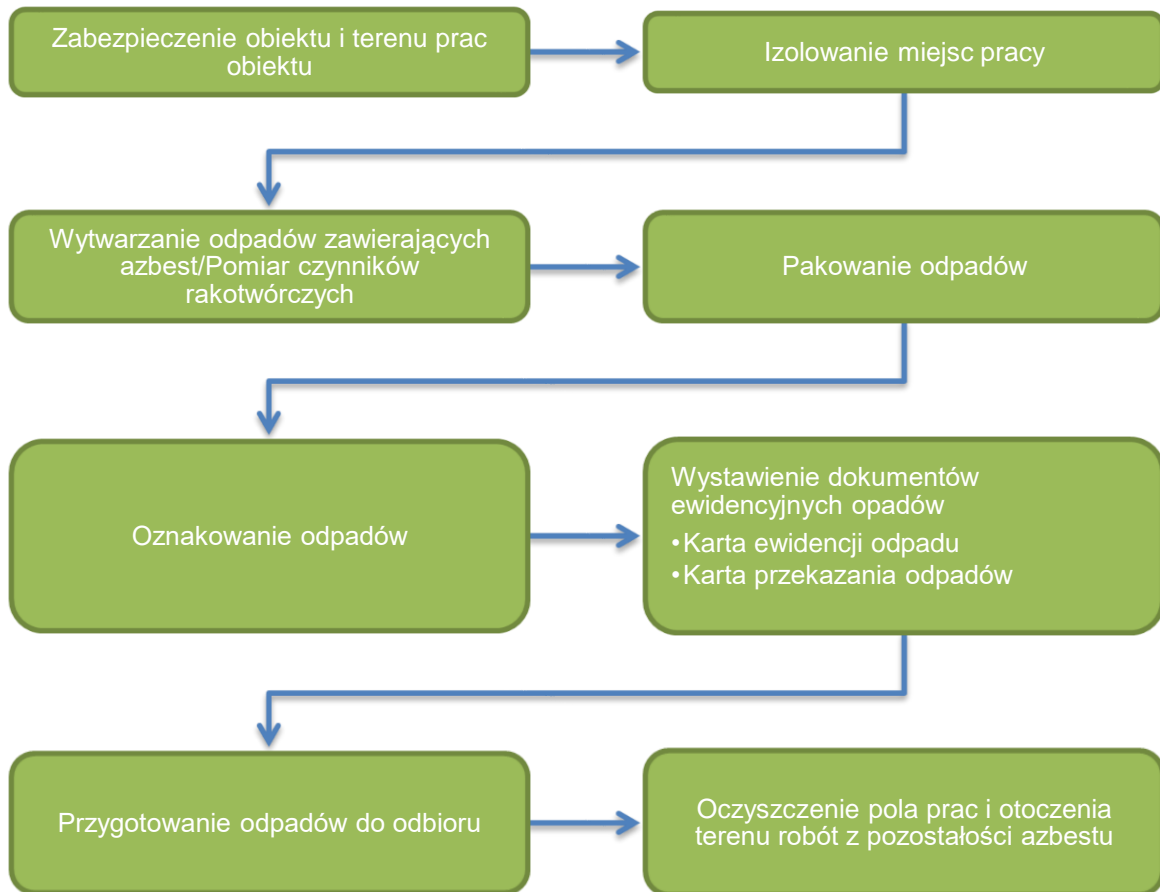 Zabezpieczenie obiektu i terenu prac
obiektu
Izolowanie miejsc pracy
Wytwarzanie odpadów zawierających
azbest/Pomiar czynników
rakotwórczych
Pakowanie odpadów
Oznakowanie odpadów
Wystawienie dokumentów
ewidencyjnych opadów
•Karta ewidencji odpadu
•Karta przekazania odpadów
Przygotowanie odpadów do odbioru
Oczyszczenie pola prac i otoczenia
terenu robót z pozostałości azbestu